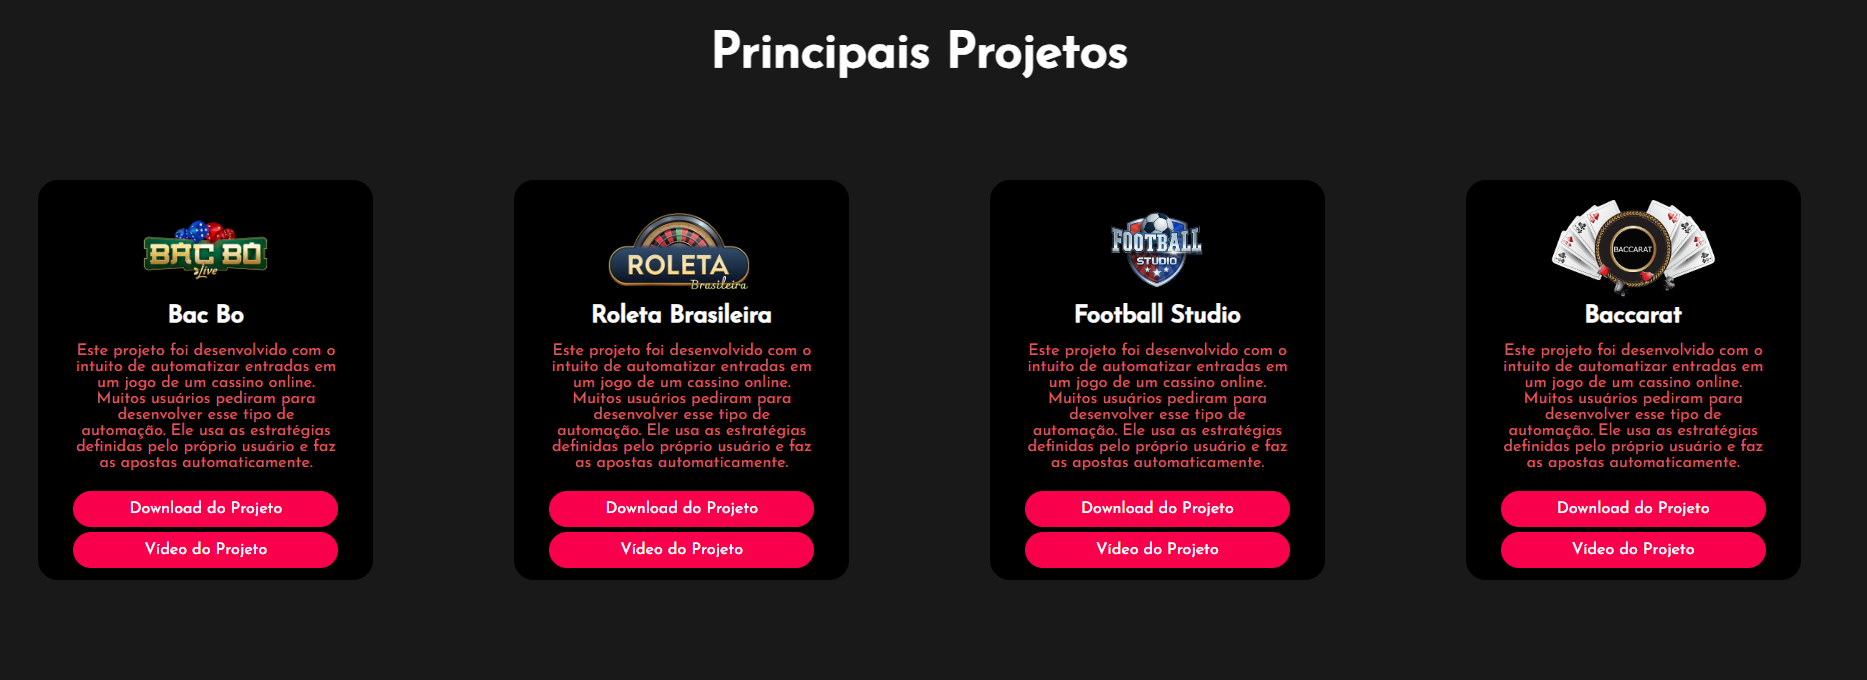 Principais Projetos
BAC BO
Live
Bac Bo
Este projeto foi desenvolvido com o
intuito de automatizar entradas em
um jogo de um cassino online.
Muitos usuários pediram para
desenvolver esse tipo de
automação. Ele usa as estratégias
definidas pelo próprio usuário e faz
as apostas automaticamente.
Download do Projeto
Vídeo do Projeto
ROLETA
Brasileira
Roleta Brasileira
Este projeto foi desenvolvido com o
intuito de automatizar entradas em
um jogo de um cassino online.
Muitos usuários pediram para
desenvolver esse tipo de
automação. Ele usa as estratégias
definidas pelo próprio usuário e faz
as apostas automaticamente.
Download do Projeto
Vídeo do Projeto
FOOTBALL
STUDIO
Football Studio
Este projeto foi desenvolvido com o
intuito de automatizar entradas em
um jogo de um cassino online.
Muitos usuários pediram para
desenvolver esse tipo de
automação. Ele usa as estratégias
definidas pelo próprio usuário e faz
as apostas automaticamente.
Download do Projeto
Vídeo do Projeto
BACCARAT
Baccarat
Este projeto foi desenvolvido com o
intuito de automatizar entradas em
um jogo de um cassino online.
Muitos usuários pediram para
desenvolver esse tipo de
automação. Ele usa as estratégias
definidas pelo próprio usuário e faz
as apostas automaticamente.
Download do Projeto
Vídeo do Projeto